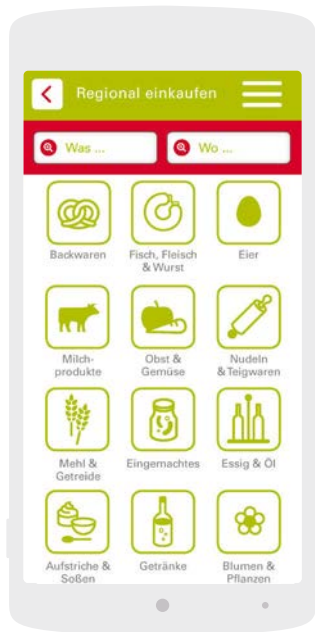 Regional einkaufen
Was ...
Wo ...
Backwaren
Fisch, Fleisch
& Wurst
Eier
Milch-
produkte
Obst &
Gemüse
Nudeln
& Teigwaren
Mehl &
Getreide
Eingemachtes
Essig & Öl
Aufstriche &
Soßen
Getränke
Blumen &
Pflanzen